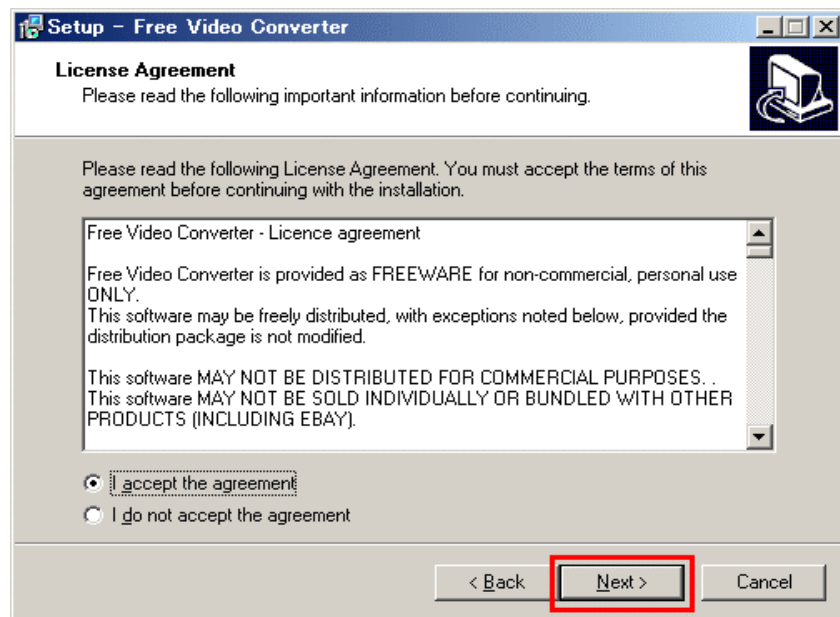 Setup - Free Video Converter
License Agreement
Please read the following important information before continuing.
Please read the following License Agreement. You must accept the terms of this
agreement before continuing with the installation.
Free Video Converter - Licence agreement
Free Video Converter is provided as FREEWARE for non-commercial, personal use
ONLY.
This software may be freely distributed, with exceptions noted below, provided the
distribution package is not modified.
This software MAY NOT BE DISTRIBUTED FOR COMMERCIAL PURPOSES. .
This software MAY NOT BE SOLD INDIVIDUALLY OR BUNDLED WITH OTHER
PRODUCTS (INCLUDING EBAY).
I accept the agreement
I do not accept the agreement
< Back
Next >
Cancel